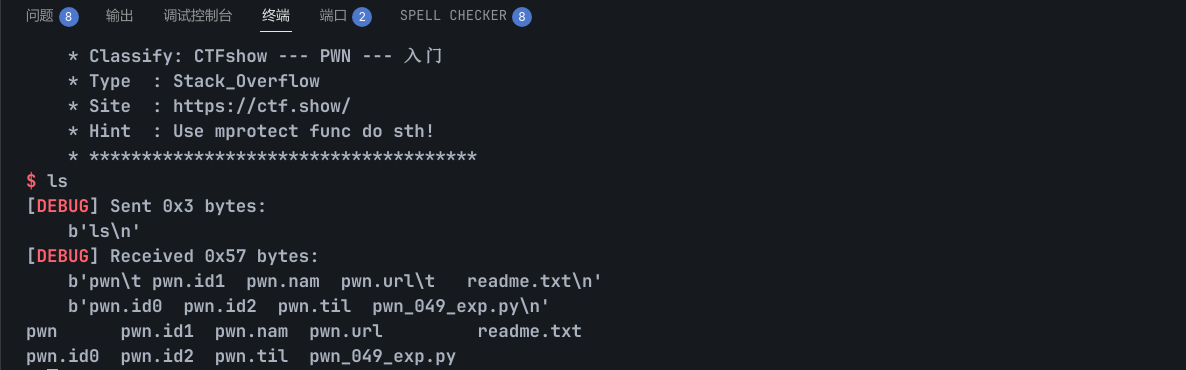 问题 8 输出 调试控制台 终端 端口 2 SPELL CHECKER 8
* Classify: CTFshow --- PWN --- 入门
* Type  : Stack_Overflow
* Site  : https://ctf.show/
* Hint  : Use mprotect func do sth!
* *************************************
$ ls
[DEBUG] Sent 0x3 bytes:
b'ls\n'
[DEBUG] Received 0x57 bytes:
b'pwn\t pwn.id1  pwn.nam  pwn.url\t   readme.txt\n'
b'pwn.id0  pwn.id2  pwn.til  pwn_049_exp.py\n'
pwn      pwn.id1  pwn.nam  pwn.url         readme.txt
pwn.id0  pwn.id2  pwn.til  pwn_049_exp.py